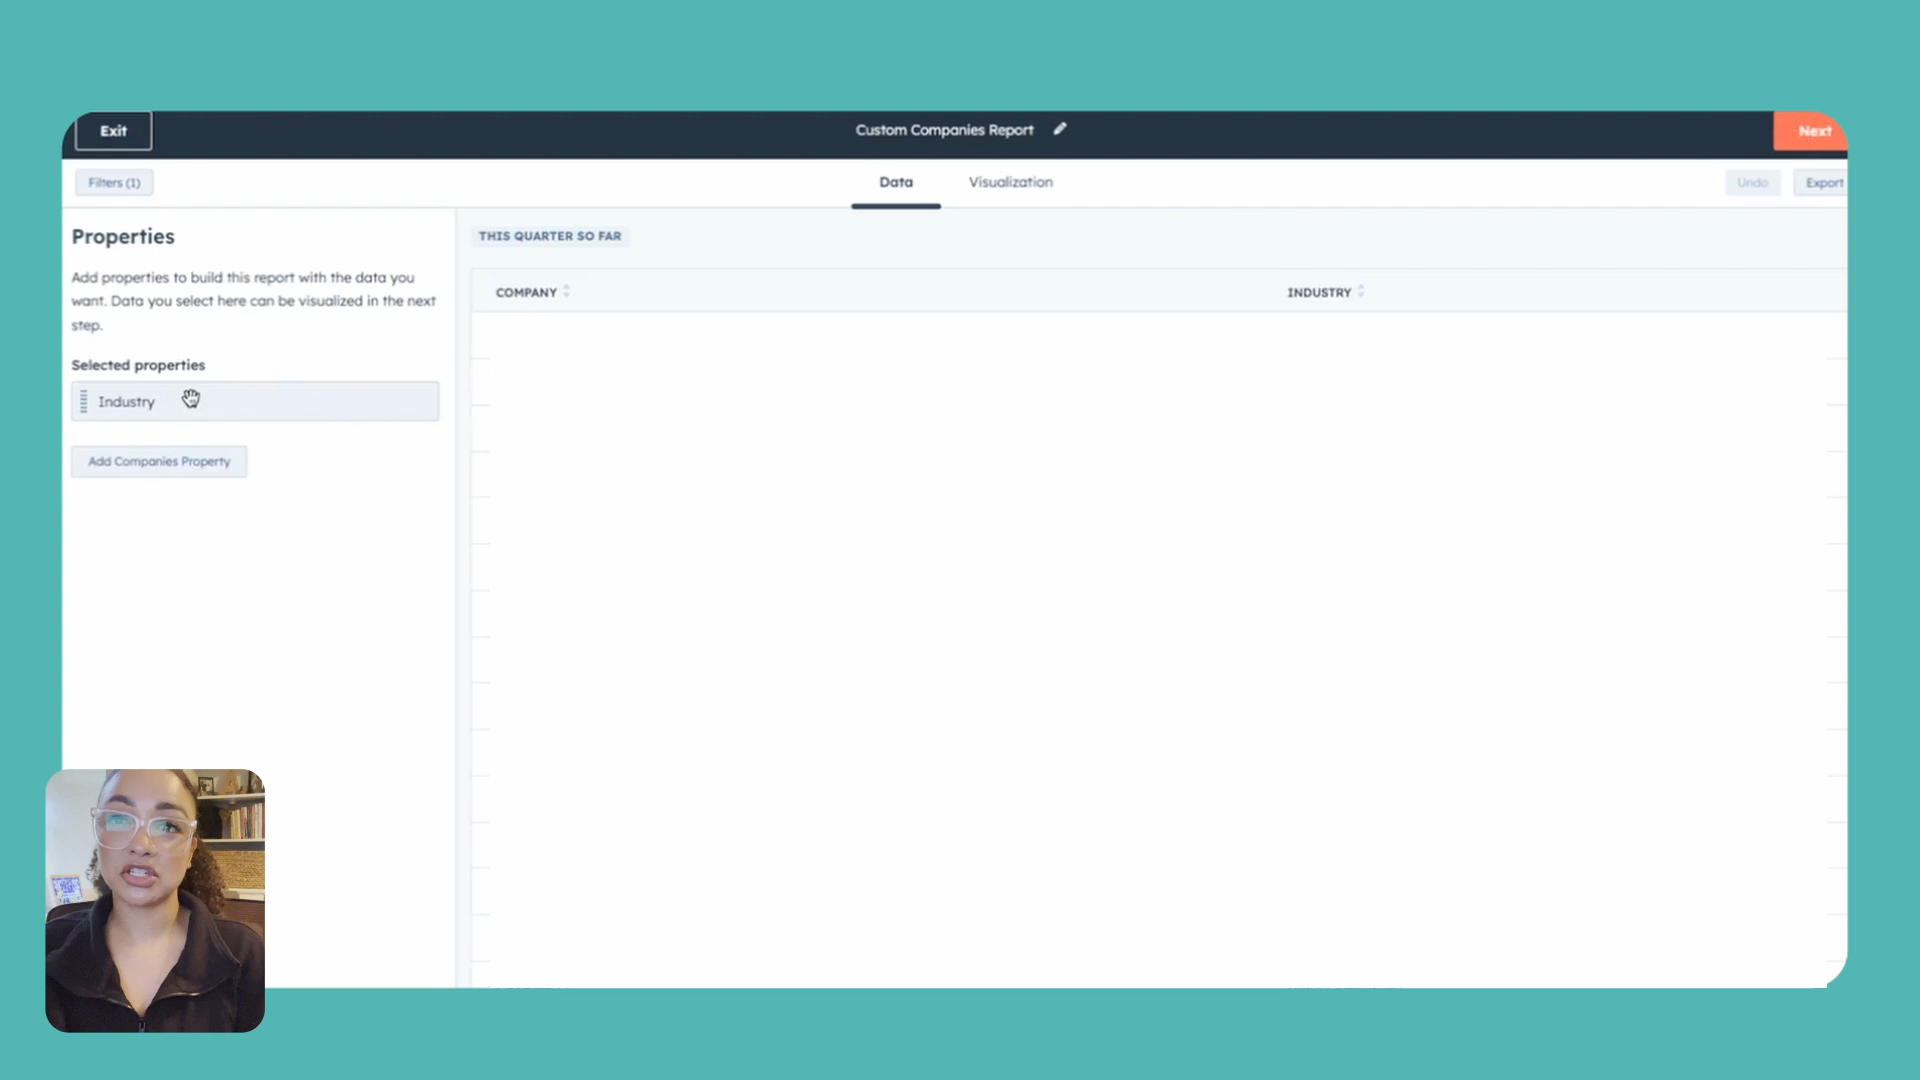 Exit
Custom Companies Report
Next
Filters (1)
Data
Visualization
Undo
Export
Properties
Add properties to build this report with the data you
want. Data you select here can be visualized in the next
step.
Selected properties
Industry
Add Companies Property
THIS QUARTER SO FAR
COMPANY
INDUSTRY